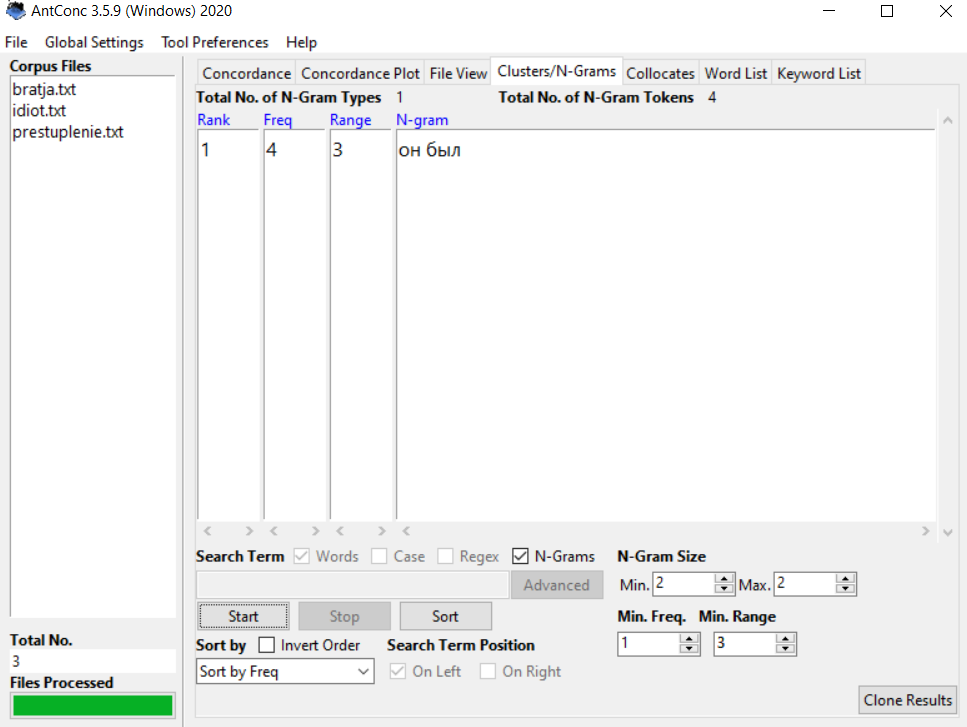 AntConc 3.5.9 (Windows) 2020
File Global Settings Tool Preferences Help
Corpus Files
bratja.txt
idiot.txt
prestuplenie.txt
Total No.
3
Files Processed
Concordance Concordance Plot File View Clusters/N-Grams Collocates Word List Keyword List
Total No. of N-Gram Types 1 Total No. of N-Gram Tokens 4
Rank Freq Range N-gram
1 4 3 он был
Search Term Words Case Regex N-Grams N-Gram Size
Advanced Min. 2 Max. 2
Start Stop Sort Min. Freq. Min. Range
Sort by Invert Order Search Term Position 1 3
Sort by Freq On Left On Right
Clone Results